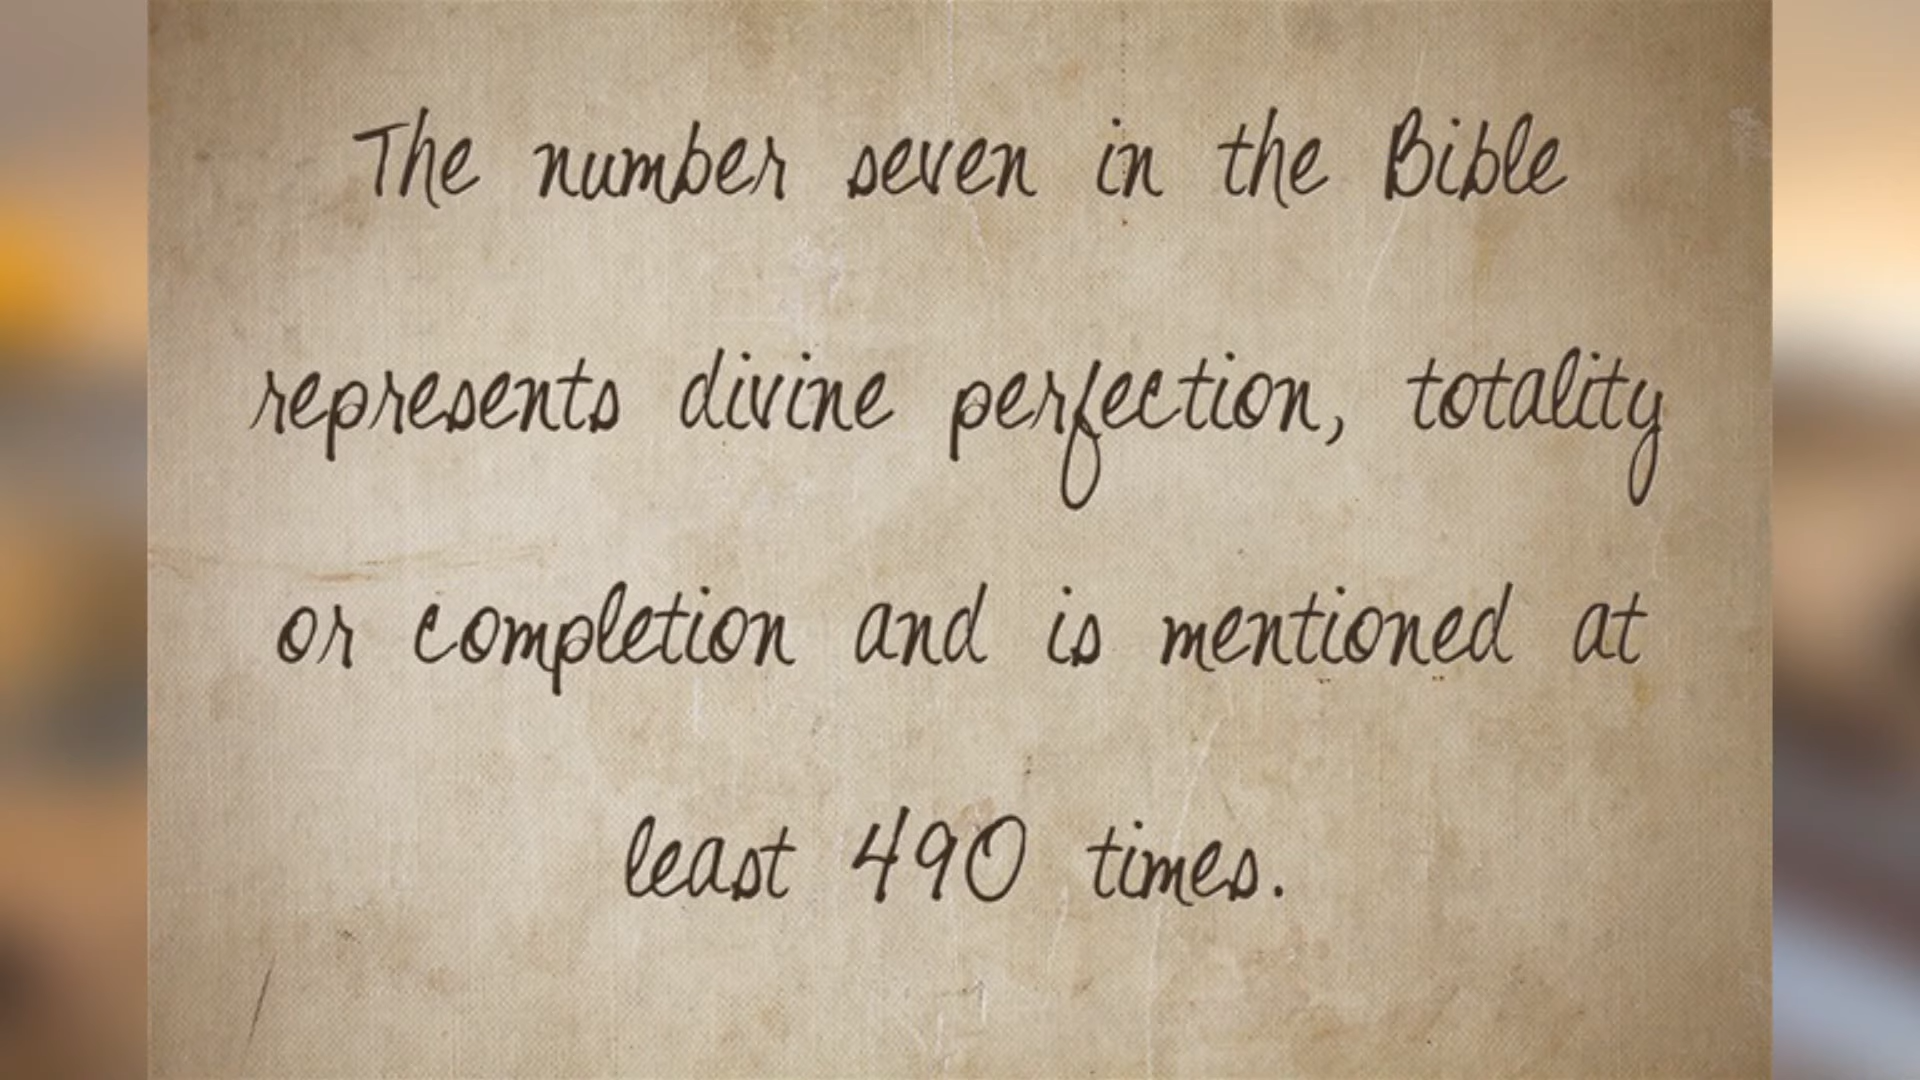 The number seven in the Bible
represents divine perfection, totality
or completion and is mentioned at
least 490 times.